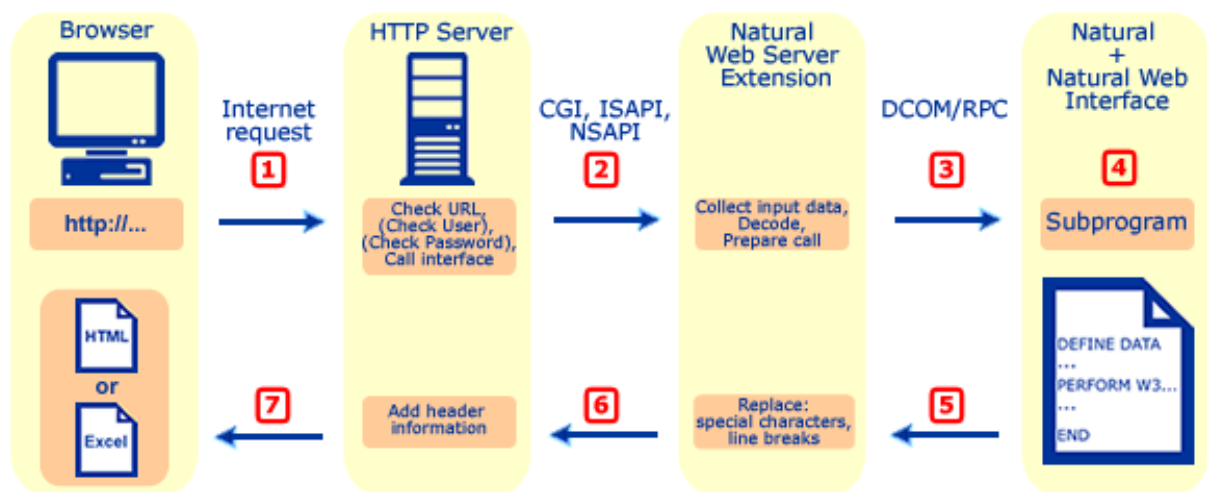 Browser
HTTP Server
Natural
Web Server
Extension
Natural
+
Natural Web
Interface
Internet
request
1
CGI, ISAPI,
NSAPI
2
DCOM/RPC
3
4
http://...
Check URL,
(Check User),
(Check Password),
Call interface
Collect input data,
Decode,
Prepare call
Subprogram
HTML
or
Excel
7
Add header
information
6
Replace:
special characters,
line breaks
5
DEFINE DATA
...
PERFORM W3...
...
END